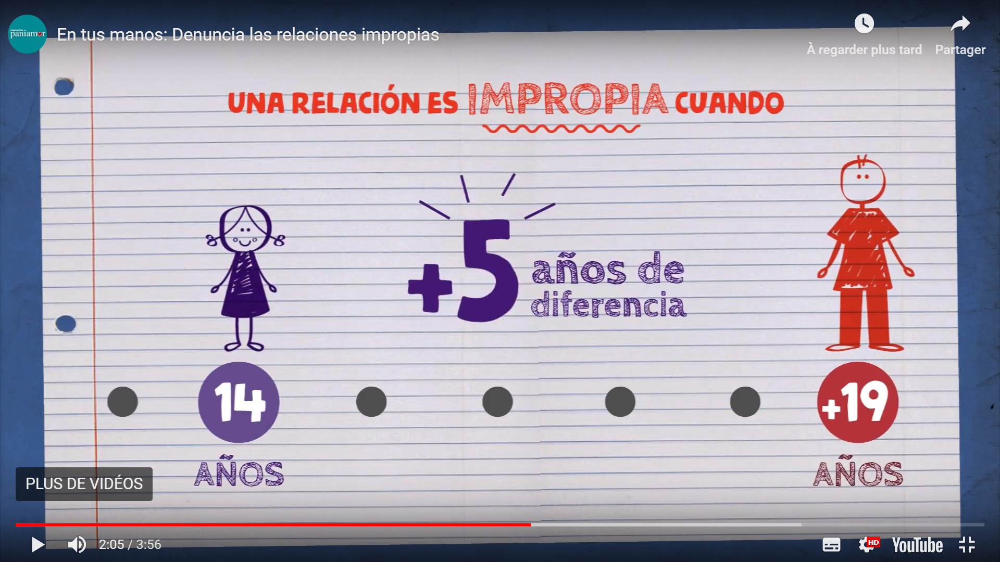 FUNDACIÓN
paniamor
En tus manos: Denuncia las relaciones impropias
À regarder plus tard
Partager
UNA RELACIÓN ES IMPROPIA CUANDO
+5 años de
diferencia
14
+19
AÑOS
AÑOS
PLUS DE VIDÉOS
2:05 / 3:56
HD
YouTube